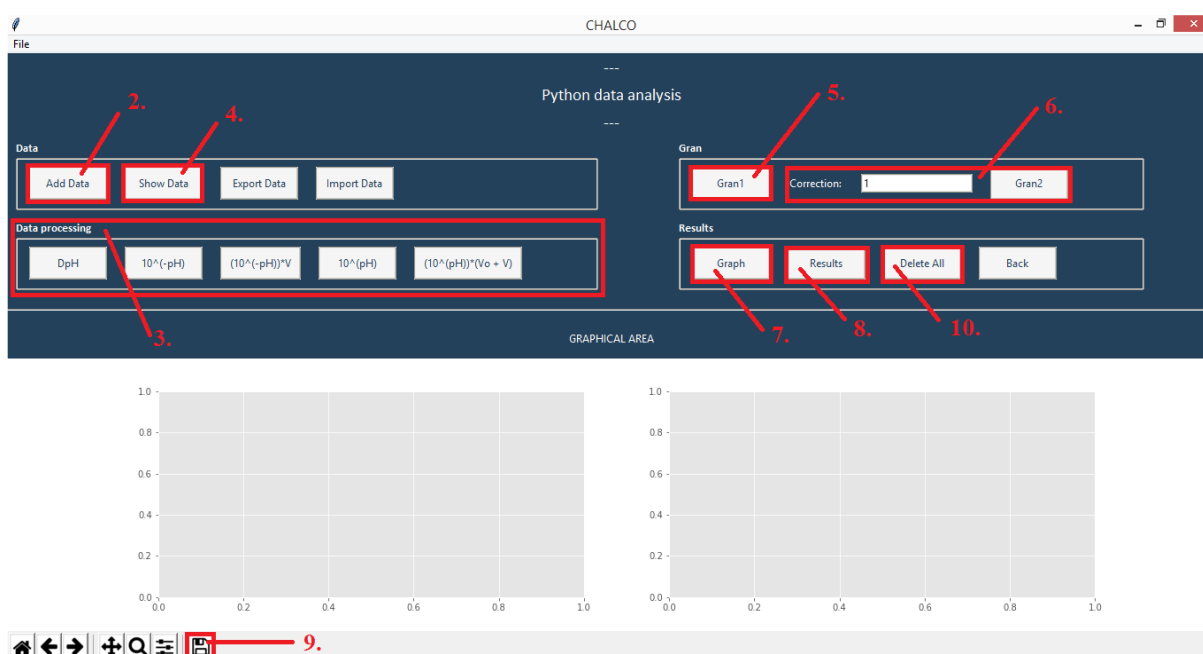 CHALCO
File
---
Python data analysis
---
2.
4.
5.
6.
Data
Add Data Show Data Export Data Import Data
Gran
Gran1 Correction: 1 Gran2
Data processing
DpH 10^(-pH) (10^(-pH))*V 10^(pH) (10^(pH))*(Vo + V)
Results
Graph Results Delete All Back
3.
7.
8.
10.
GRAPHICAL AREA
1.0
0.8
0.6
0.4
0.2
0.0
0.0 0.2 0.4 0.6 0.8 1.0
1.0
0.8
0.6
0.4
0.2
0.0
0.0 0.2 0.4 0.6 0.8 1.0
9.